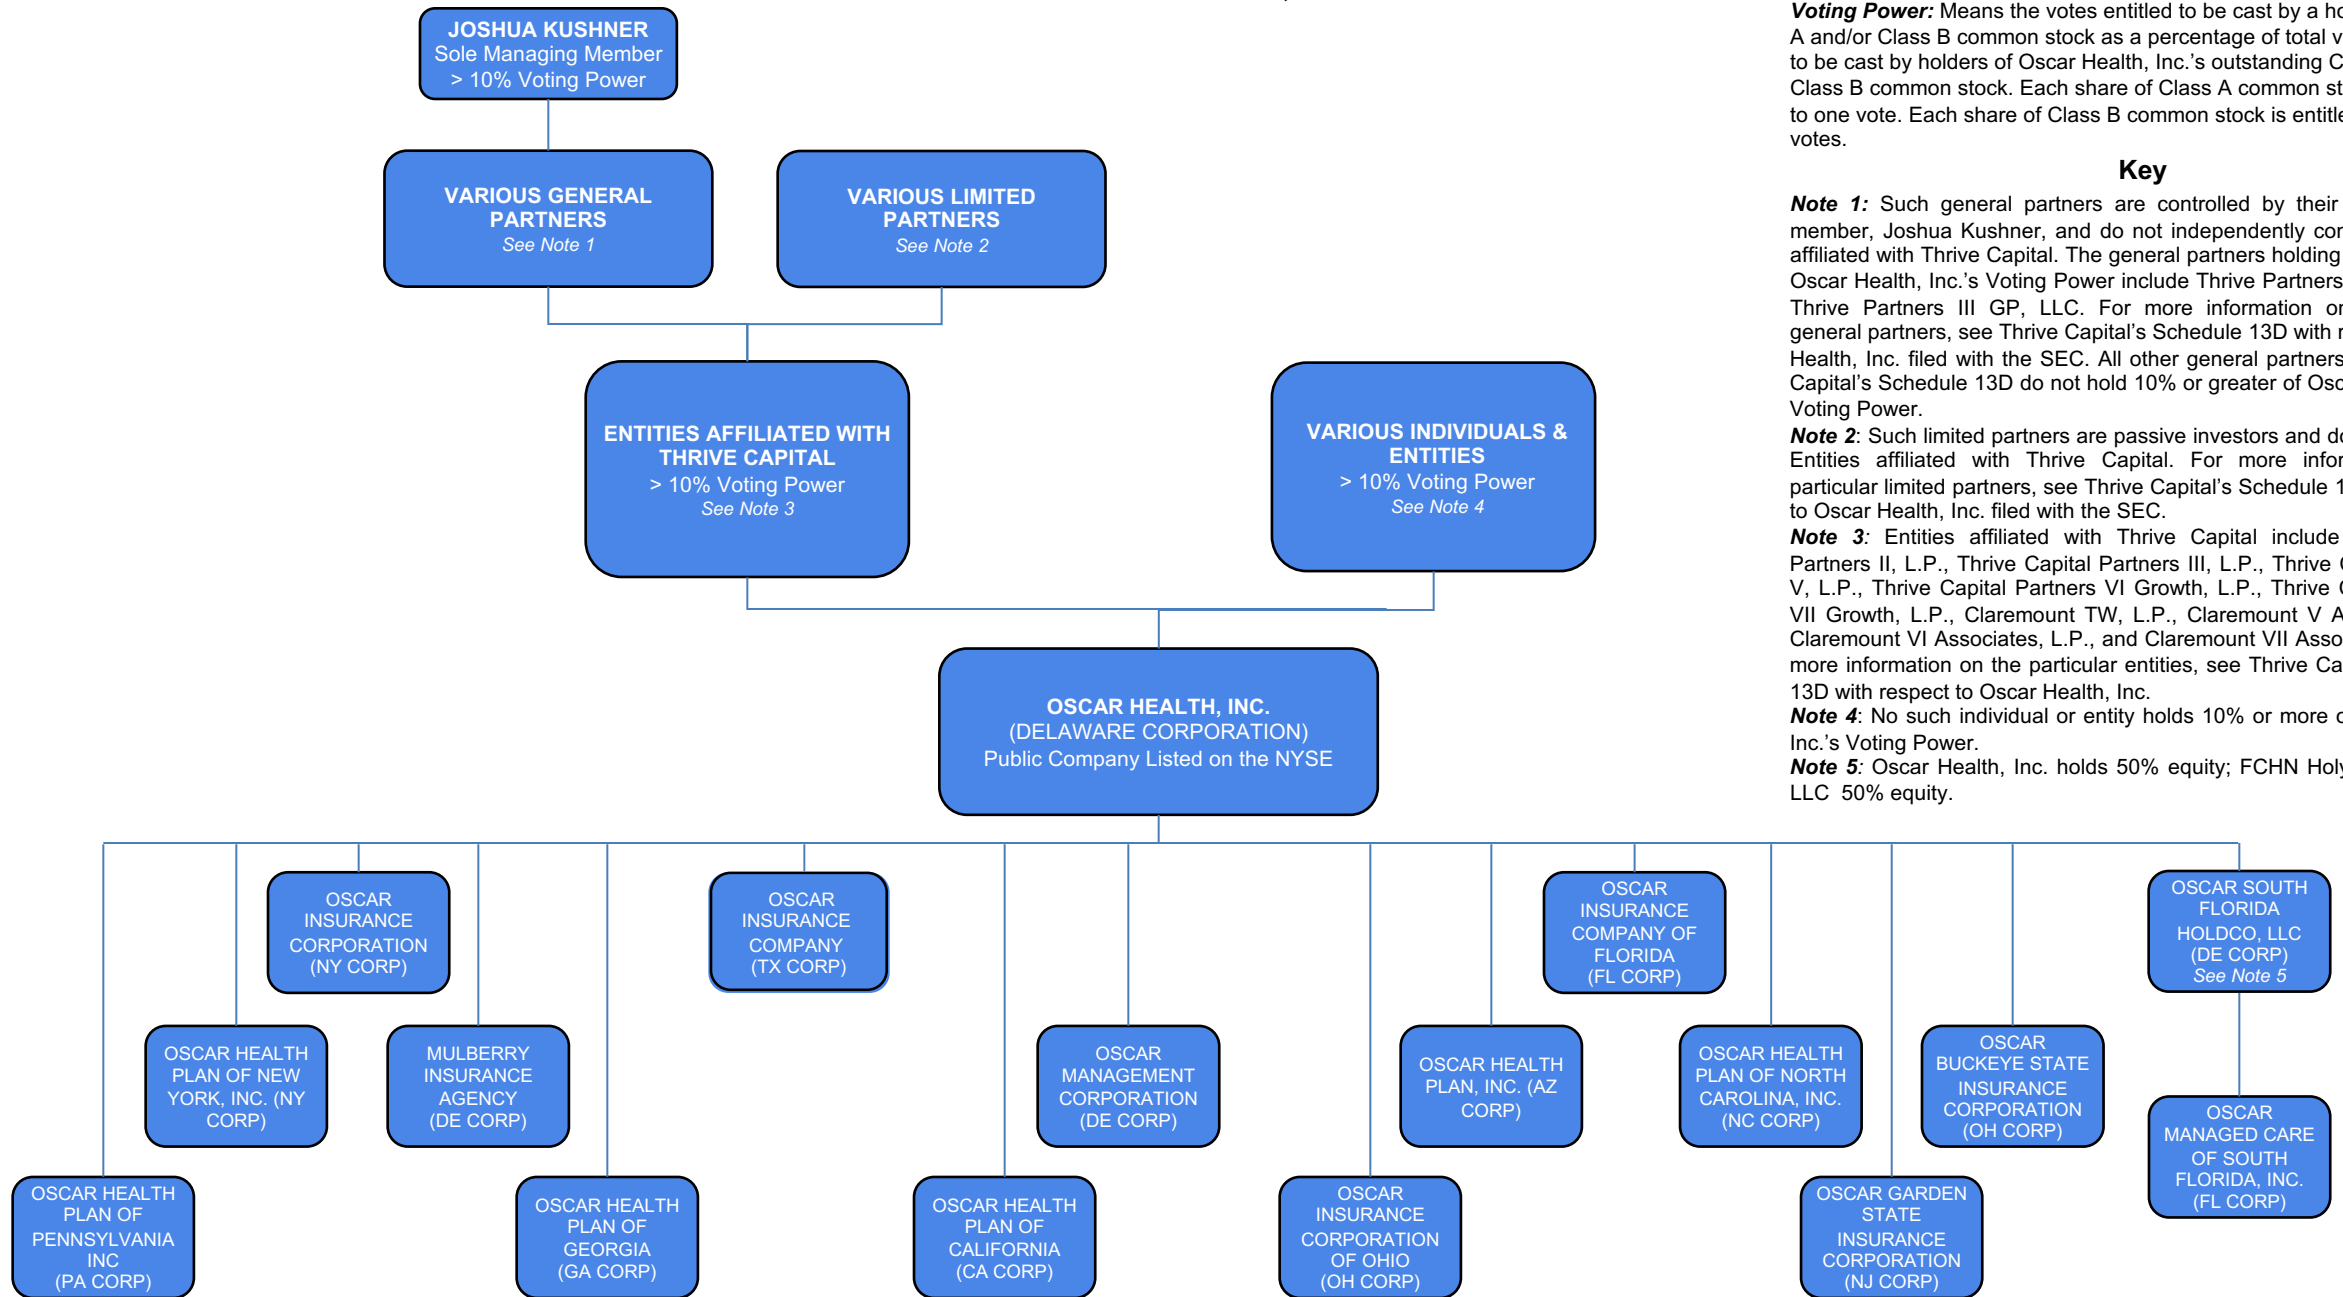 JOSHUA KUSHNER
Sole Managing Member
> 10% Voting Power
VARIOUS GENERAL
PARTNERS
See Note 1
VARIOUS LIMITED
PARTNERS
See Note 2
ENTITIES AFFILIATED WITH
THRIVE CAPITAL
> 10% Voting Power
See Note 3
VARIOUS INDIVIDUALS &
ENTITIES
> 10% Voting Power
See Note 4
OSCAR HEALTH, INC.
(DELAWARE CORPORATION)
Public Company Listed on the NYSE
Voting Power: Means the votes entitled to be cast by a
A and/or Class B common stock as a percentage of total
to be cast by holders of Oscar Health, Inc.'s outstanding
Class B common stock. Each share of Class A common
to one vote. Each share of Class B common stock is
votes.
Key
Note 1: Such general partners are controlled by their
member, Joshua Kushner, and do not independently
affiliated with Thrive Capital. The general partners holding
Oscar Health, Inc.'s Voting Power include Thrive Partners
Thrive Partners III GP, LLC. For more information
general partners, see Thrive Capital's Schedule 13D with
Health, Inc. filed with the SEC. All other general partners
Capital's Schedule 13D do not hold 10% or greater of
Voting Power.
Note 2: Such limited partners are passive investors and
Entities affiliated with Thrive Capital. For more
particular limited partners, see Thrive Capital's Schedule
to Oscar Health, Inc. filed with the SEC.
Note 3: Entities affiliated with Thrive Capital include
Partners II, L.P., Thrive Capital Partners III, L.P., Thrive
V, L.P., Thrive Capital Partners VI Growth, L.P., Thrive
VII Growth, L.P., Claremount TW, L.P., Claremount V
Claremount VI Associates, L.P., and Claremount VII
more information on the particular entities, see Thrive
13D with respect to Oscar Health, Inc.
Note 4: No such individual or entity holds 10% or more
Inc.'s Voting Power.
Note 5: Oscar Health, Inc. holds 50% equity; FCHN
LLC 50% equity.
OSCAR
INSURANCE
CORPORATION
(NY CORP)
OSCAR
INSURANCE
COMPANY
(TX CORP)
OSCAR
INSURANCE
COMPANY OF
FLORIDA
(FL CORP)
OSCAR SOUTH
FLORIDA
HOLDCO, LLC
(DE CORP)
See Note 5
OSCAR HEALTH
PLAN OF NEW
YORK, INC. (NY
CORP)
MULBERRY
INSURANCE
AGENCY
(DE CORP)
OSCAR
MANAGEMENT
CORPORATION
(DE CORP)
OSCAR HEALTH
PLAN, INC. (AZ
CORP)
OSCAR HEALTH
PLAN OF NORTH
CAROLINA, INC.
(NC CORP)
OSCAR
BUCKEYE STATE
INSURANCE
CORPORATION
(OH CORP)
OSCAR
MANAGED CARE
OF SOUTH
FLORIDA, INC.
(FL CORP)
OSCAR HEALTH
PLAN OF
PENNSYLVANIA
INC
(PA CORP)
OSCAR HEALTH
PLAN OF
GEORGIA
(GA CORP)
OSCAR HEALTH
PLAN OF
CALIFORNIA
(CA CORP)
OSCAR
INSURANCE
CORPORATION
OF OHIO
(OH CORP)
OSCAR GARDEN
STATE
INSURANCE
CORPORATION
(NJ CORP)